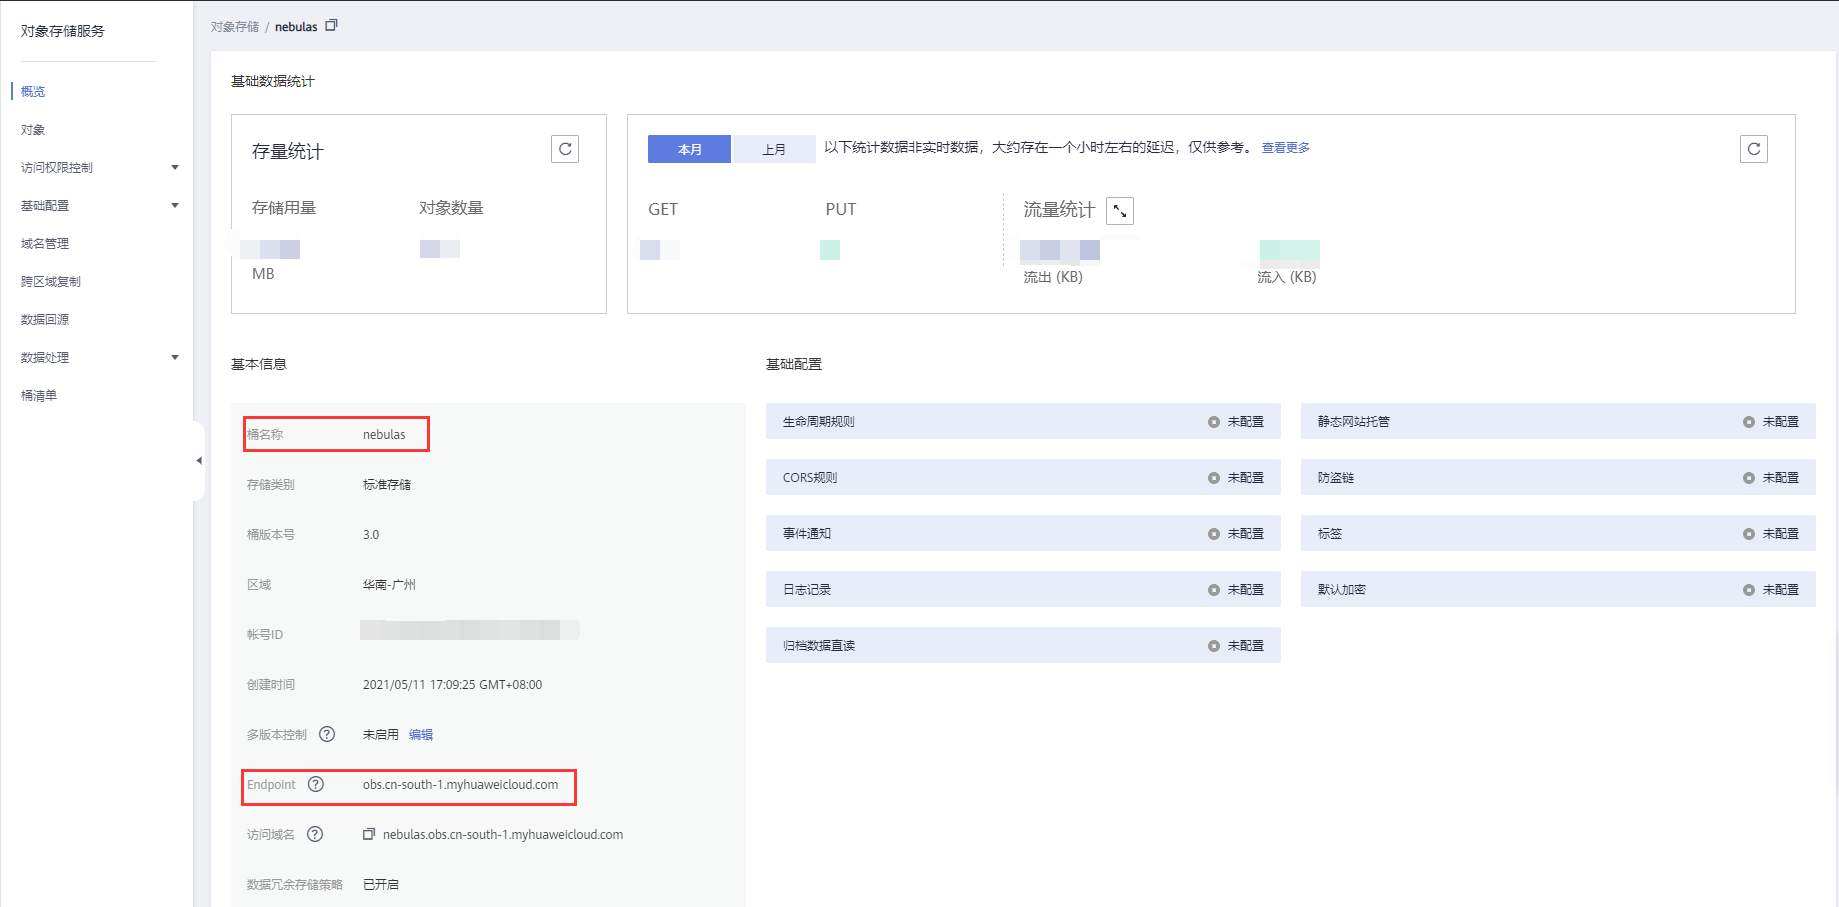 对象存储服务
概览
对象
访问权限控制
基础配置
域名管理
跨区域复制
数据回源
数据处理
桶清单
对象存储 / nebulas
基础数据统计
存量统计
存储用量 对象数量
MB
本月 上月 以下统计数据非实时数据，大约存在一个小时左右的延迟，仅供参考。 查看更多
GET PUT 流量统计
流出 (KB) 流入 (KB)
基本信息
桶名称 nebulas
存储类别 标准存储
桶版本号 3.0
区域 华南-广州
帐号ID
创建时间 2021/05/11 17:09:25 GMT+08:00
多版本控制 ? 未启用 编辑
Endpoint ? obs.cn-south-1.myhuaweicloud.com
访问域名 ? nebulas.obs.cn-south-1.myhuaweicloud.com
数据冗余存储策略 已开启
基础配置
生命周期规则 未配置 静态网站托管 未配置
CORS规则 未配置 防盗链 未配置
事件通知 未配置 标签 未配置
日志记录 未配置 默认加密 未配置
归档数据直读 未配置